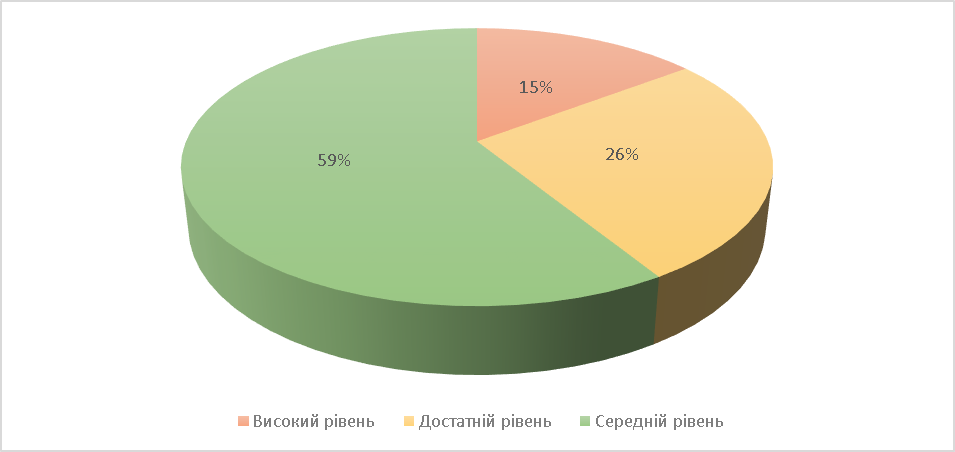 15%
26%
59%
Високий рівень
Достатній рівень
Середній рівень